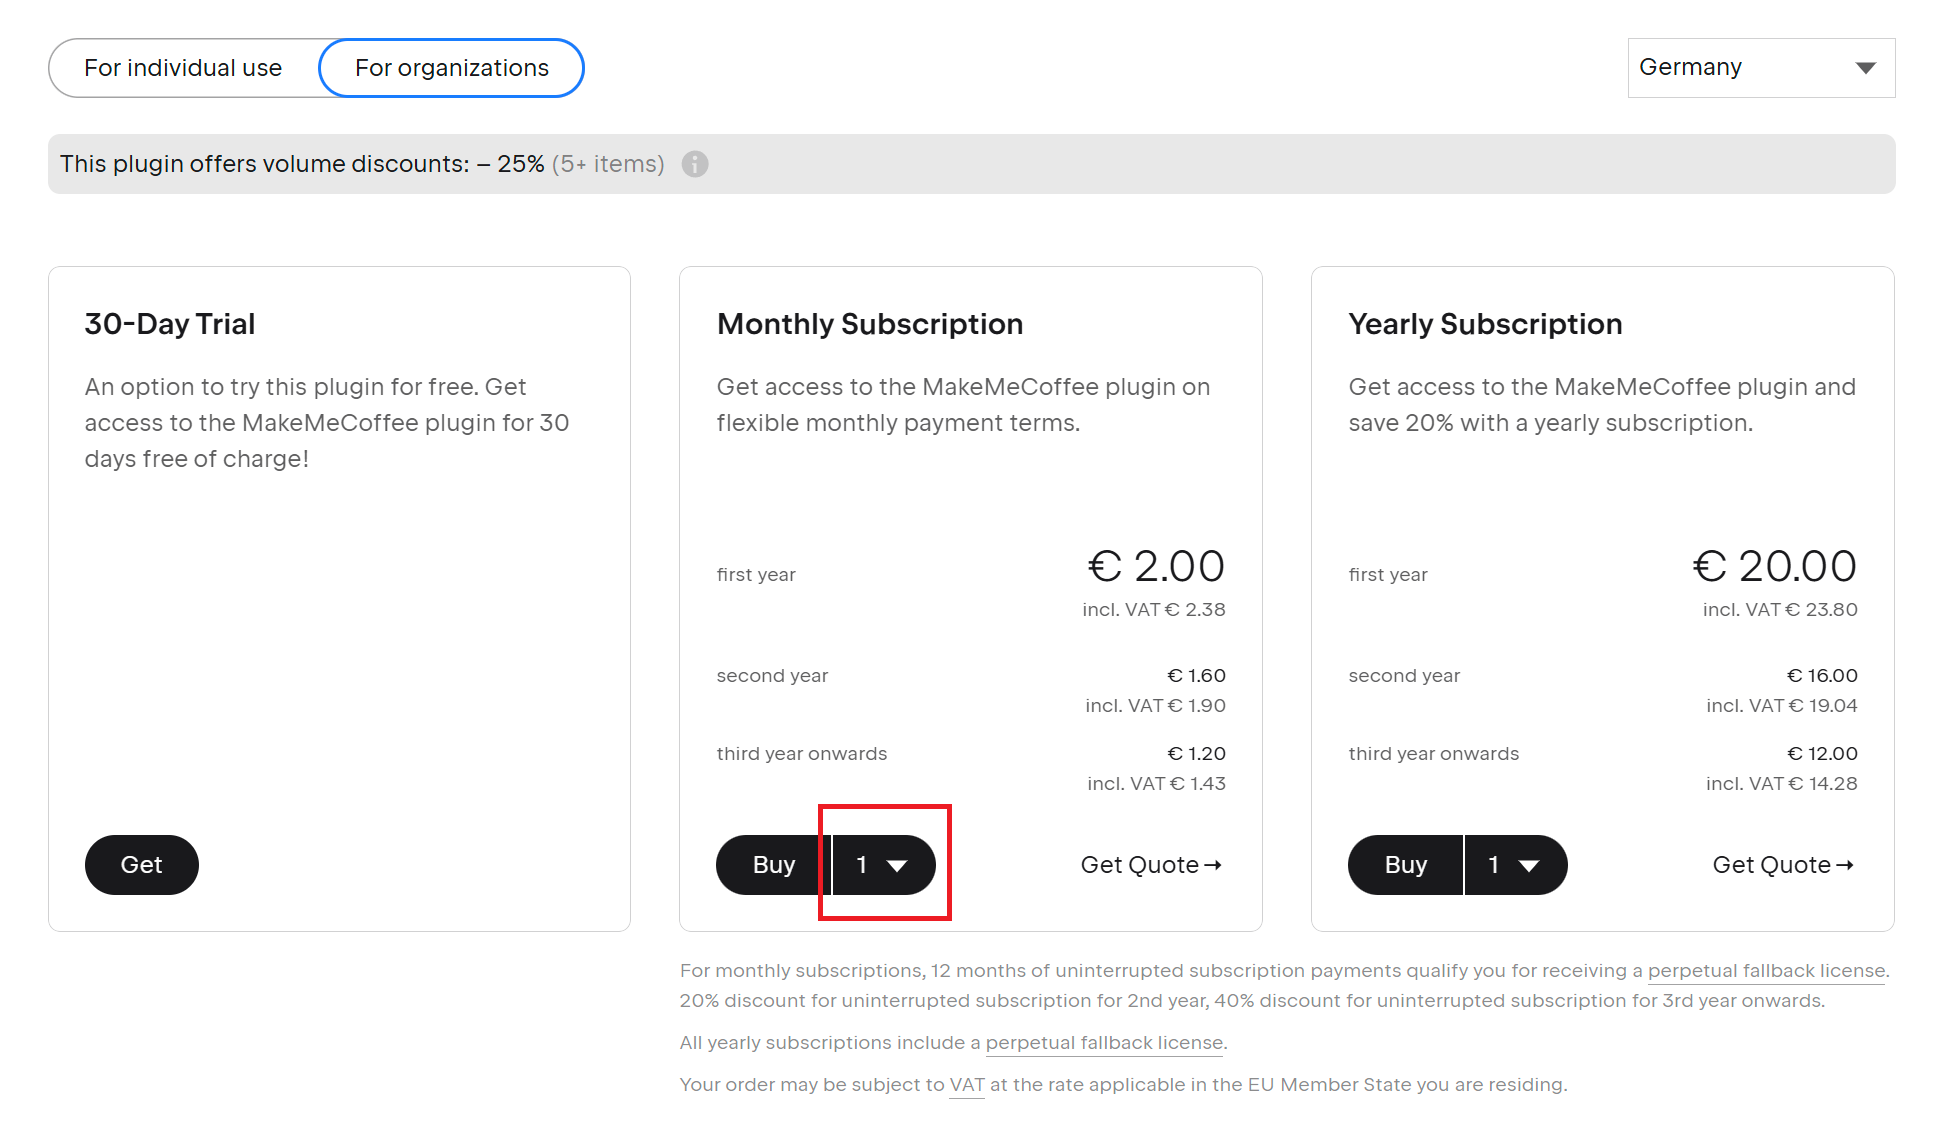 For individual use
For organizations
Germany
This plugin offers volume discounts: – 25% (5+ items)
30-Day Trial
An option to try this plugin for free. Get
access to the MakeMeCoffee plugin for 30
days free of charge!
Get
Monthly Subscription
Get access to the MakeMeCoffee plugin on
flexible monthly payment terms.
first year
€ 2.00
incl. VAT € 2.38
second year
€ 1.60
incl. VAT € 1.90
third year onwards
€ 1.20
incl. VAT € 1.43
Buy
1
Get Quote→
Yearly Subscription
Get access to the MakeMeCoffee plugin and
save 20% with a yearly subscription.
first year
€ 20.00
incl. VAT € 23.80
second year
€ 16.00
incl. VAT € 19.04
third year onwards
€ 12.00
incl. VAT € 14.28
Buy
1
Get Quote→
For monthly subscriptions, 12 months of uninterrupted subscription payments qualify you for receiving a perpetual fallback license.
20% discount for uninterrupted subscription for 2nd year, 40% discount for uninterrupted subscription for 3rd year onwards.
All yearly subscriptions include a perpetual fallback license.
Your order may be subject to VAT at the rate applicable in the EU Member State you are residing.